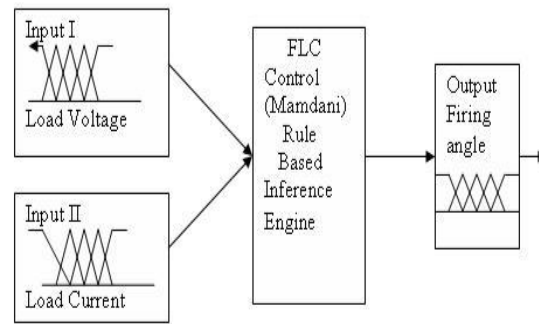 Input I
Load Voltage
Input II
Load Current
FLC
Control
(Mamdani)
Rule
Based
Inference
Engine
Output
Firing
angle